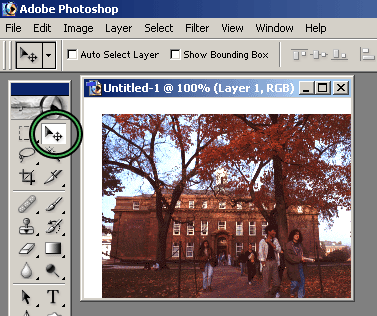 Adobe Photoshop
File Edit Image Layer Select Filter View Window
Auto Select Layer Show Bounding Box
Untitled-1 @ 100% (Layer 1, RGB)
T